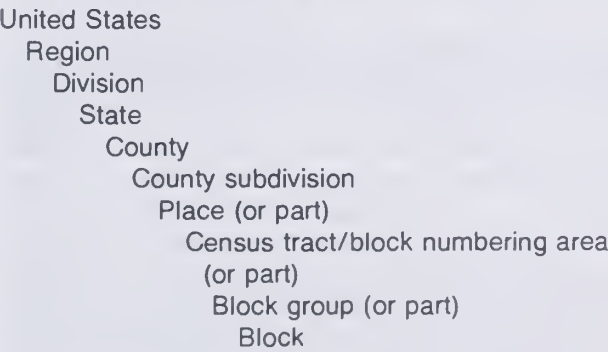 United States
Region
Division
State
County
County subdivision
Place (or part)
Census tract/block numbering area
(or part)
Block group (or part)
Block